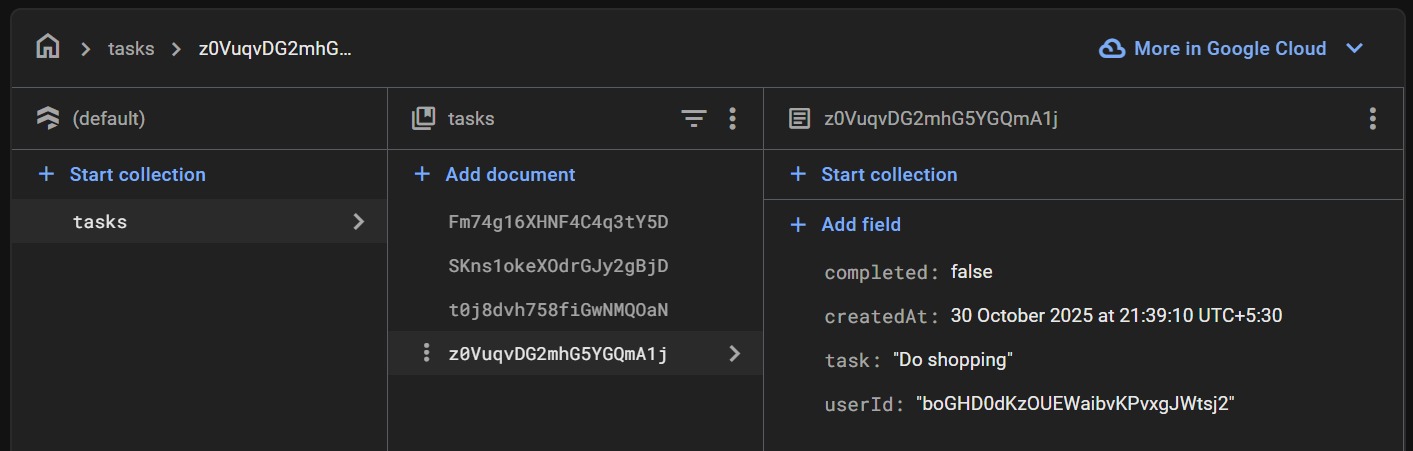 tasks
z0VuqvDG2mhG...
More in Google Cloud
(default)
tasks
z0VuqvDG2mhG5YGQmA1j
+ Start collection
+ Add document
+ Start collection
tasks
Fm74g16XHNF4C4q3tY5D
SKns1okeXOdrGJy2gBjD
t0j8dvh758fiGwNMQOaN
z0VuqvDG2mhG5YGQmA1j
+ Add field
completed: false
createdAt: 30 October 2025 at 21:39:10 UTC+5:30
task: "Do shopping"
userId: "boGHD0dKzOUEWaibvKPvxgJWtsj2"